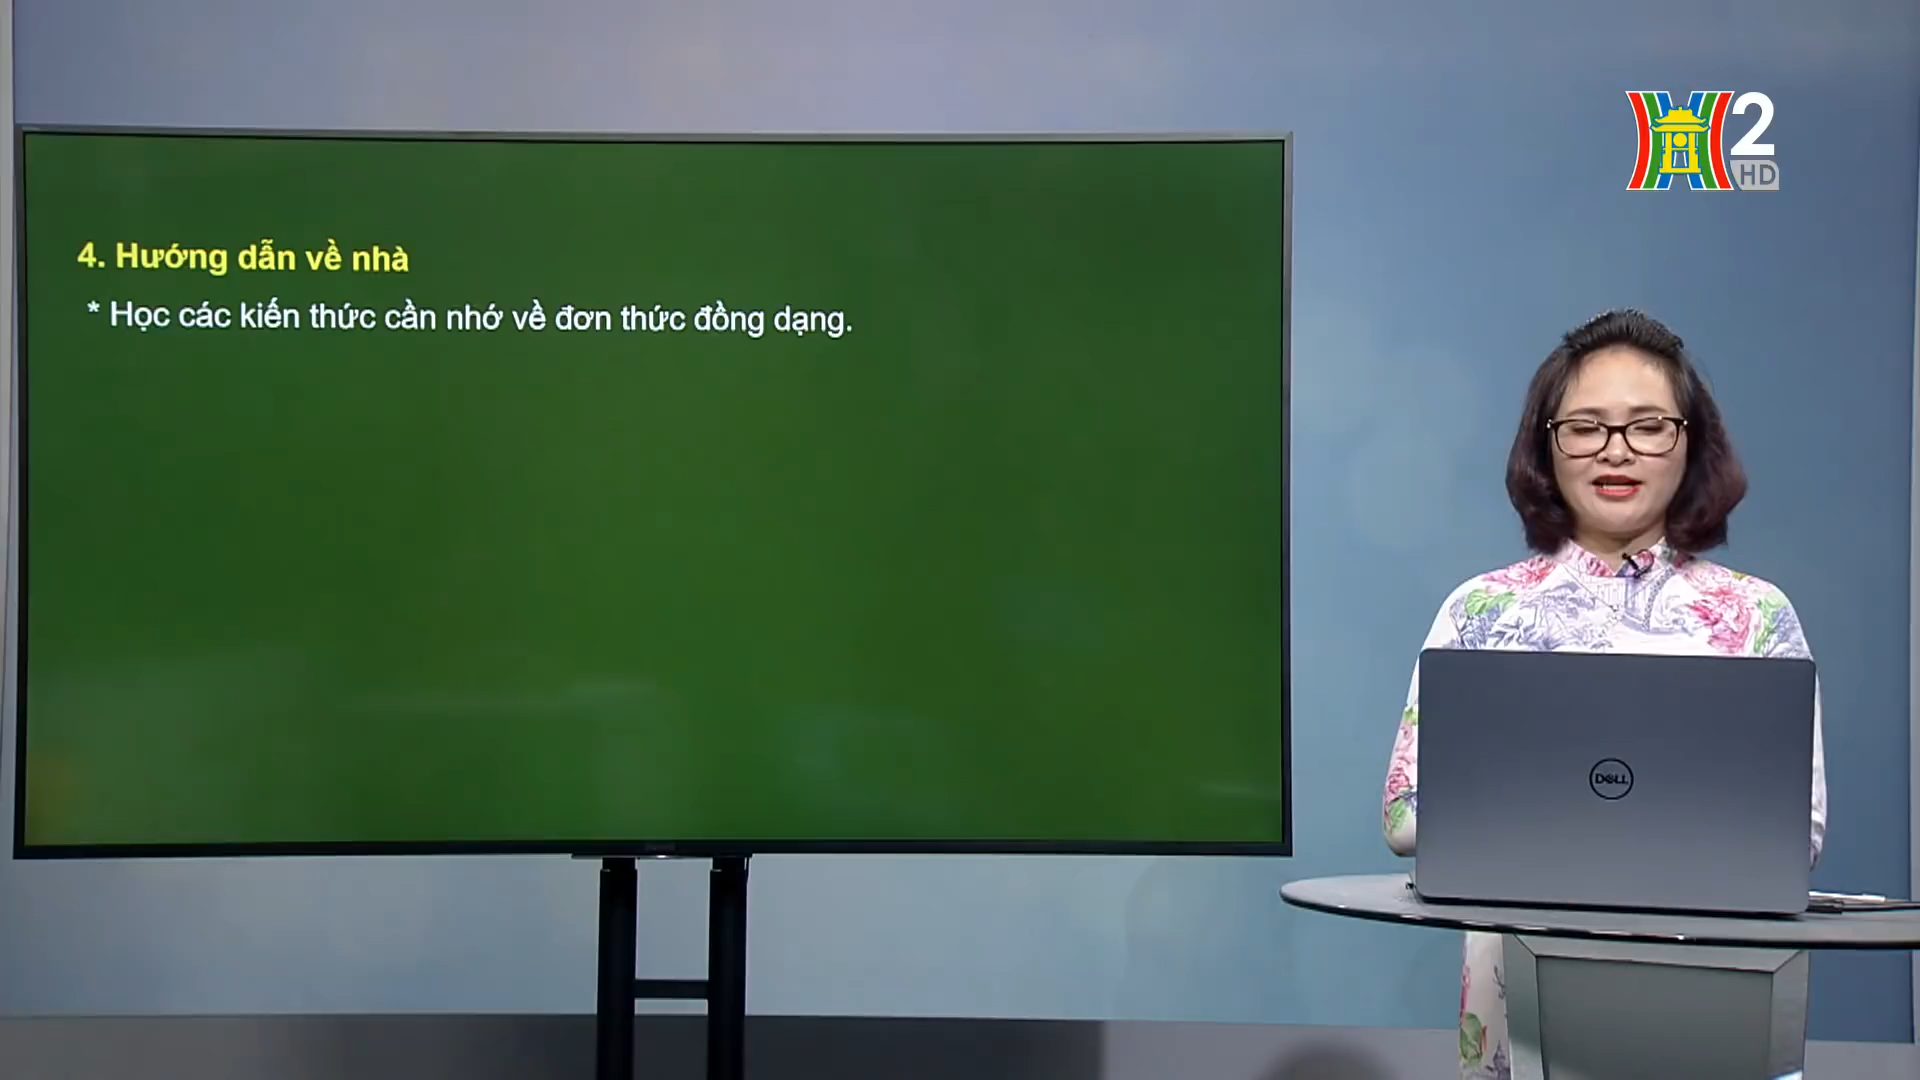 2
HD
4. Hướng dẫn về nhà
* Học các kiến thức cần nhớ về đơn thức đồng dạng.
DELL